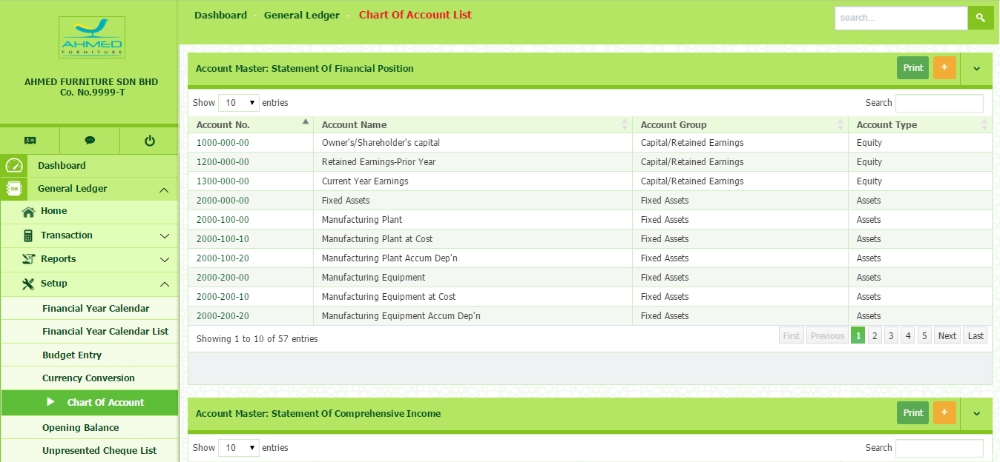 AHMED
FURNITURE
AHMED FURNITURE SDN BHD
Co. No.9999-T
Dashboard
RM
General Ledger
Home
Transaction
Reports
Setup
Financial Year Calendar
Financial Year Calendar List
Budget Entry
Currency Conversion
Chart Of Account
Opening Balance
Unpresented Cheque List
Dashboard - General Ledger - Chart Of Account List
search...
Account Master: Statement Of Financial Position
Print +
Show 10 entries
Search
Account No. Account Name Account Group Account Type
1000-000-00 Owner's/Shareholder's capital Capital/Retained Earnings Equity
1200-000-00 Retained Earnings-Prior Year Capital/Retained Earnings Equity
1300-000-00 Current Year Earnings Capital/Retained Earnings Equity
2000-000-00 Fixed Assets Fixed Assets Assets
2000-100-00 Manufacturing Plant Fixed Assets Assets
2000-100-10 Manufacturing Plant at Cost Fixed Assets Assets
2000-100-20 Manufacturing Plant Accum Dep'n Fixed Assets Assets
2000-200-00 Manufacturing Equipment Fixed Assets Assets
2000-200-10 Manufacturing Equipment at Cost Fixed Assets Assets
2000-200-20 Manufacturing Equipment Accum Dep'n Fixed Assets Assets
Showing 1 to 10 of 57 entries
First Previous 1 2 3 4 5 Next Last
Account Master: Statement Of Comprehensive Income
Print +
Show 10 entries
Search